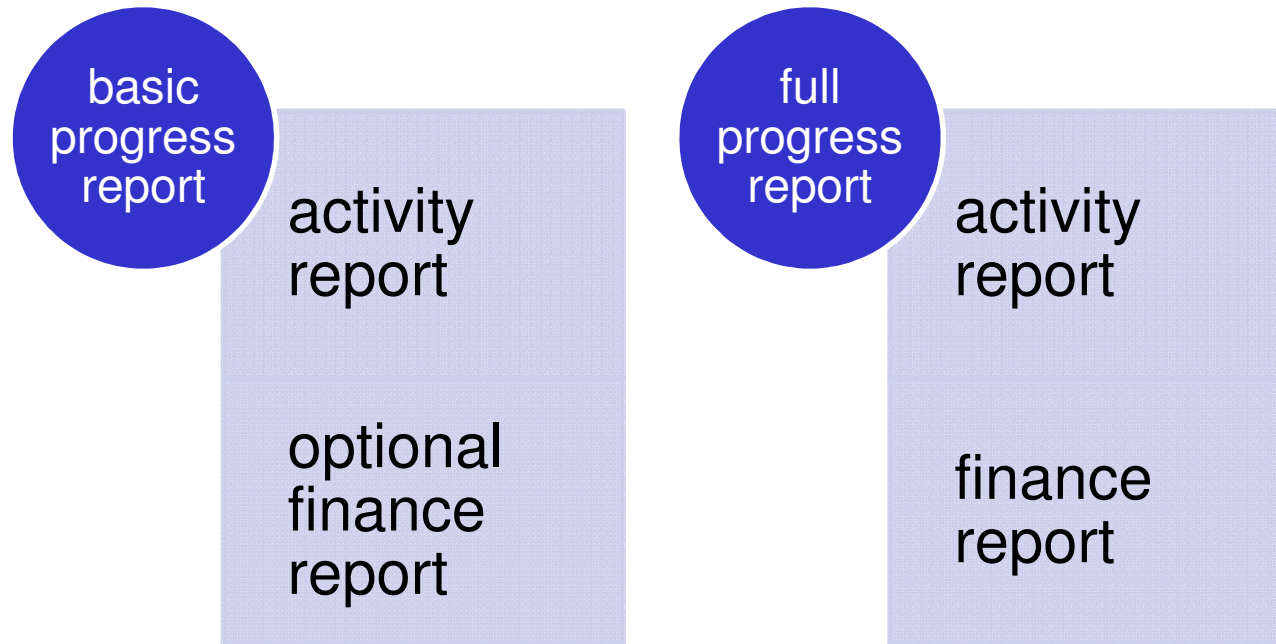 basic
progress
report
activity
report
optional
finance
report
full
progress
report
activity
report
finance
report